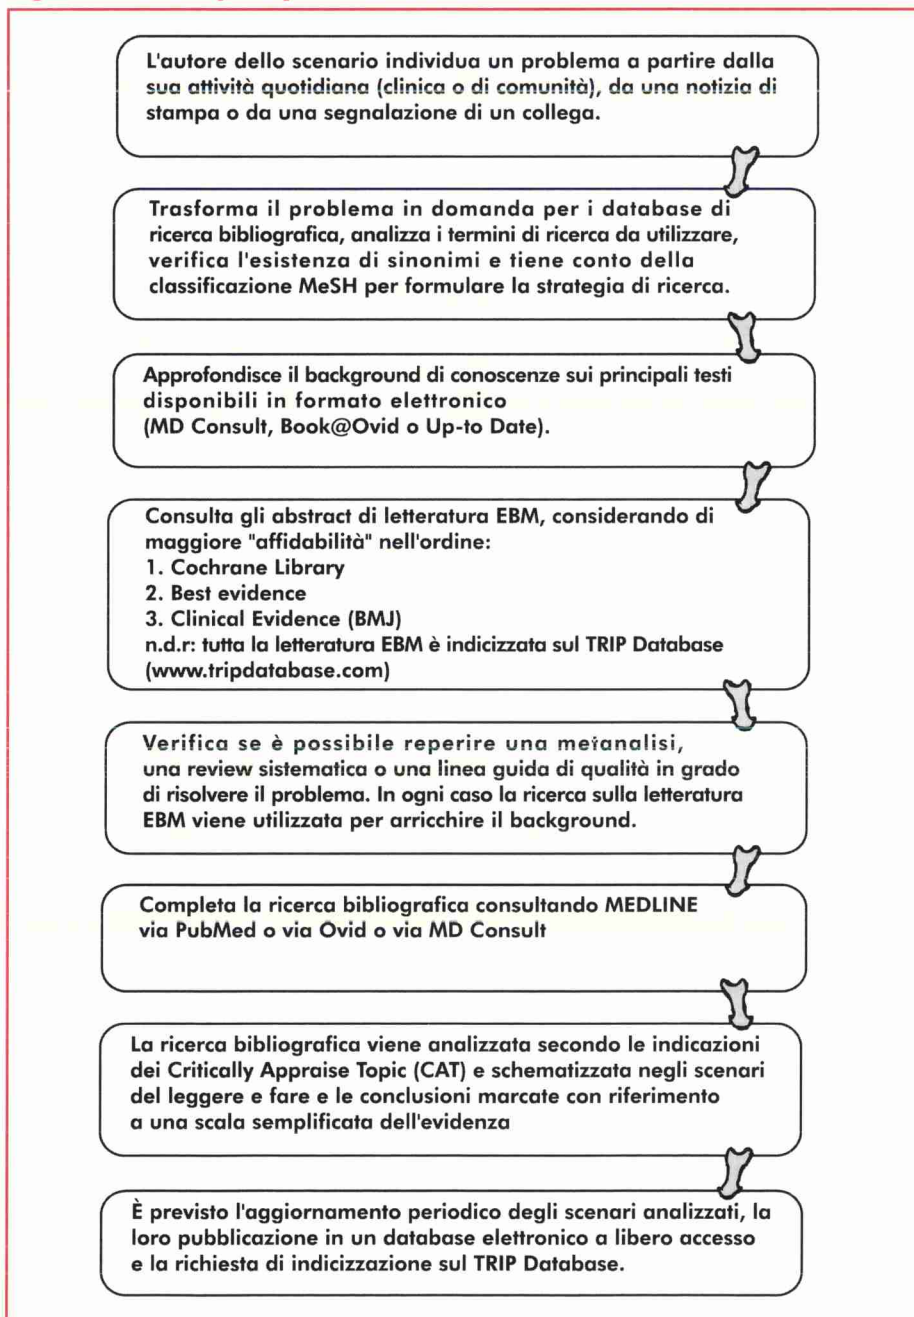 L'autore dello scenario individua un problema a partire dalla
sua attività quotidiana (clinica o di comunità), da una notizia di
stampa o da una segnalazione di un collega.
Trasforma il problema in domanda per i database di
ricerca bibliografica, analizza i termini di ricerca da utilizzare,
verifica l'esistenza di sinonimi e tiene conto della
classificazione MeSH per formulare la strategia di ricerca.
Approfondisce il background di conoscenze sui principali testi
disponibili in formato elettronico
(MD Consult, Book@Ovid o Up-to Date).
Consulta gli abstract di letteratura EBM, considerando di
maggiore "affidabilità" nell'ordine:
1. Cochrane Library
2. Best evidence
3. Clinical Evidence (BMJ)
n.d.r: tutta la letteratura EBM è indicizzata sul TRIP Database
(www.tripdatabase.com)
Verifica se è possibile reperire una metanalisi,
una review sistematica o una linea guida di qualità in grado
di risolvere il problema. In ogni caso la ricerca sulla letteratura
EBM viene utilizzata per arricchire il background.
Completa la ricerca bibliografica consultando MEDLINE
via PubMed o via Ovid o via MD Consult
La ricerca bibliografica viene analizzata secondo le indicazioni
dei Critically Appraise Topic (CAT) e schematizzata negli scenari
del leggere e fare e le conclusioni marcate con riferimento
a una scala semplificata dell'evidenza
È previsto l'aggiornamento periodico degli scenari analizzati, la
loro pubblicazione in un database elettronico a libero accesso
e la richiesta di indicizzazione sul TRIP Database.